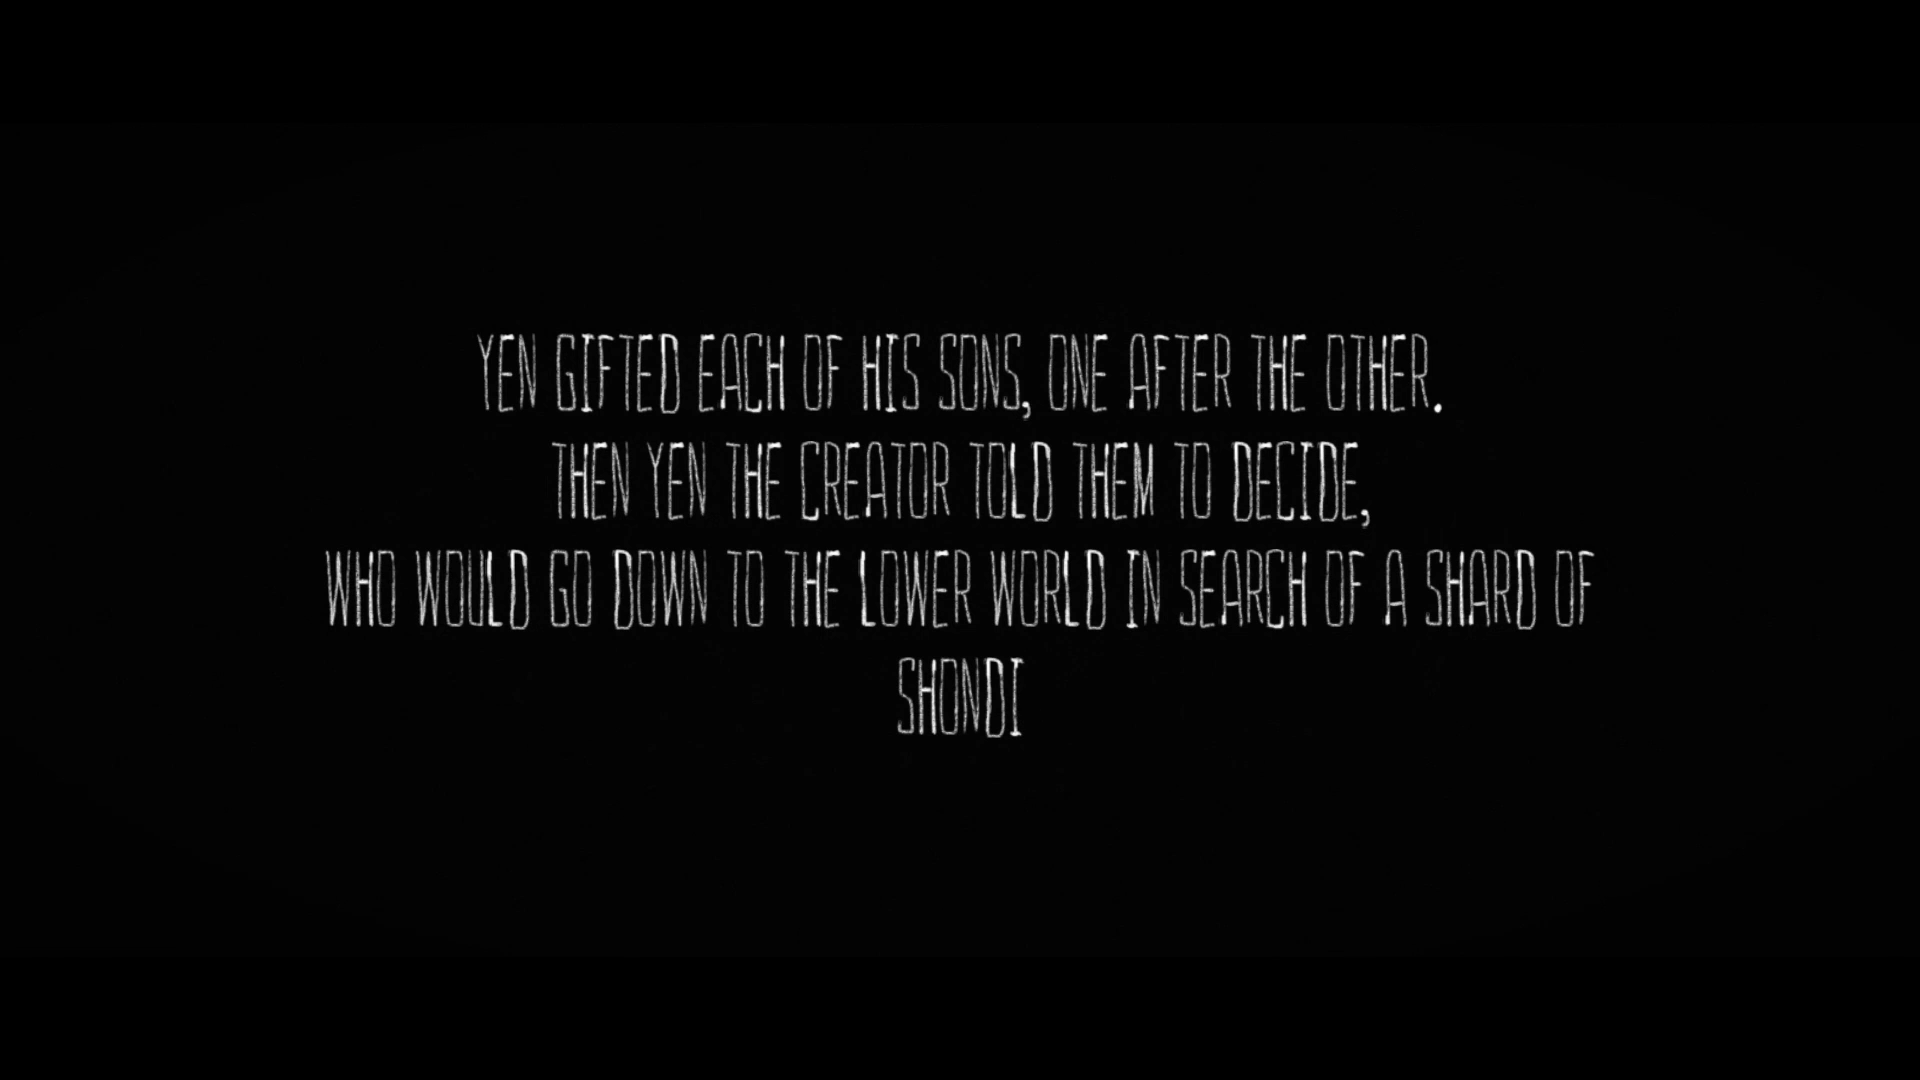 YEN GIFTED EACH OF HIS SONS, ONE AFTER THE OTHER.
THEN YEN THE CREATOR TOLD THEM TO DECIDE,
WHO WOULD GO DOWN TO THE LOWER WORLD IN SEARCH OF A SHARD OF
SHONDI